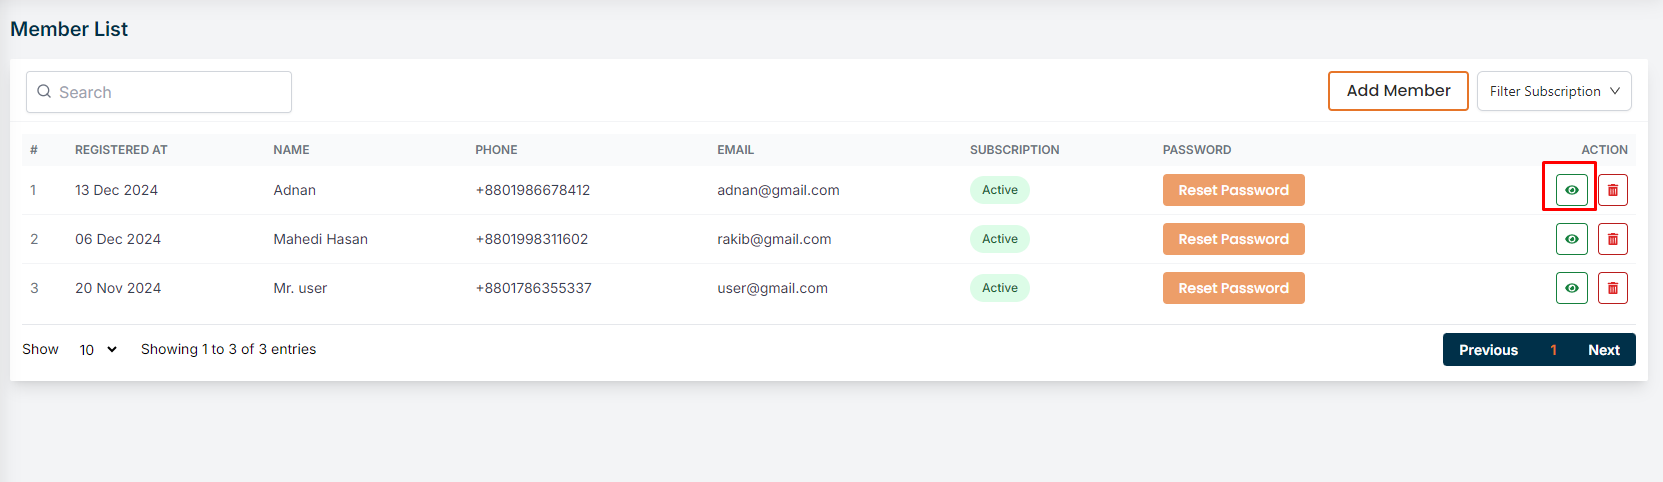 Member List
Search
Add Member
Filter Subscription
# REGISTERED AT NAME PHONE EMAIL SUBSCRIPTION PASSWORD ACTION
1 13 Dec 2024 Adnan +8801986678412 adnan@gmail.com Active Reset Password
2 06 Dec 2024 Mahedi Hasan +8801998311602 rakib@gmail.com Active Reset Password
3 20 Nov 2024 Mr. user +8801786355337 user@gmail.com Active Reset Password
Show 10 Showing 1 to 3 of 3 entries Previous 1 Next